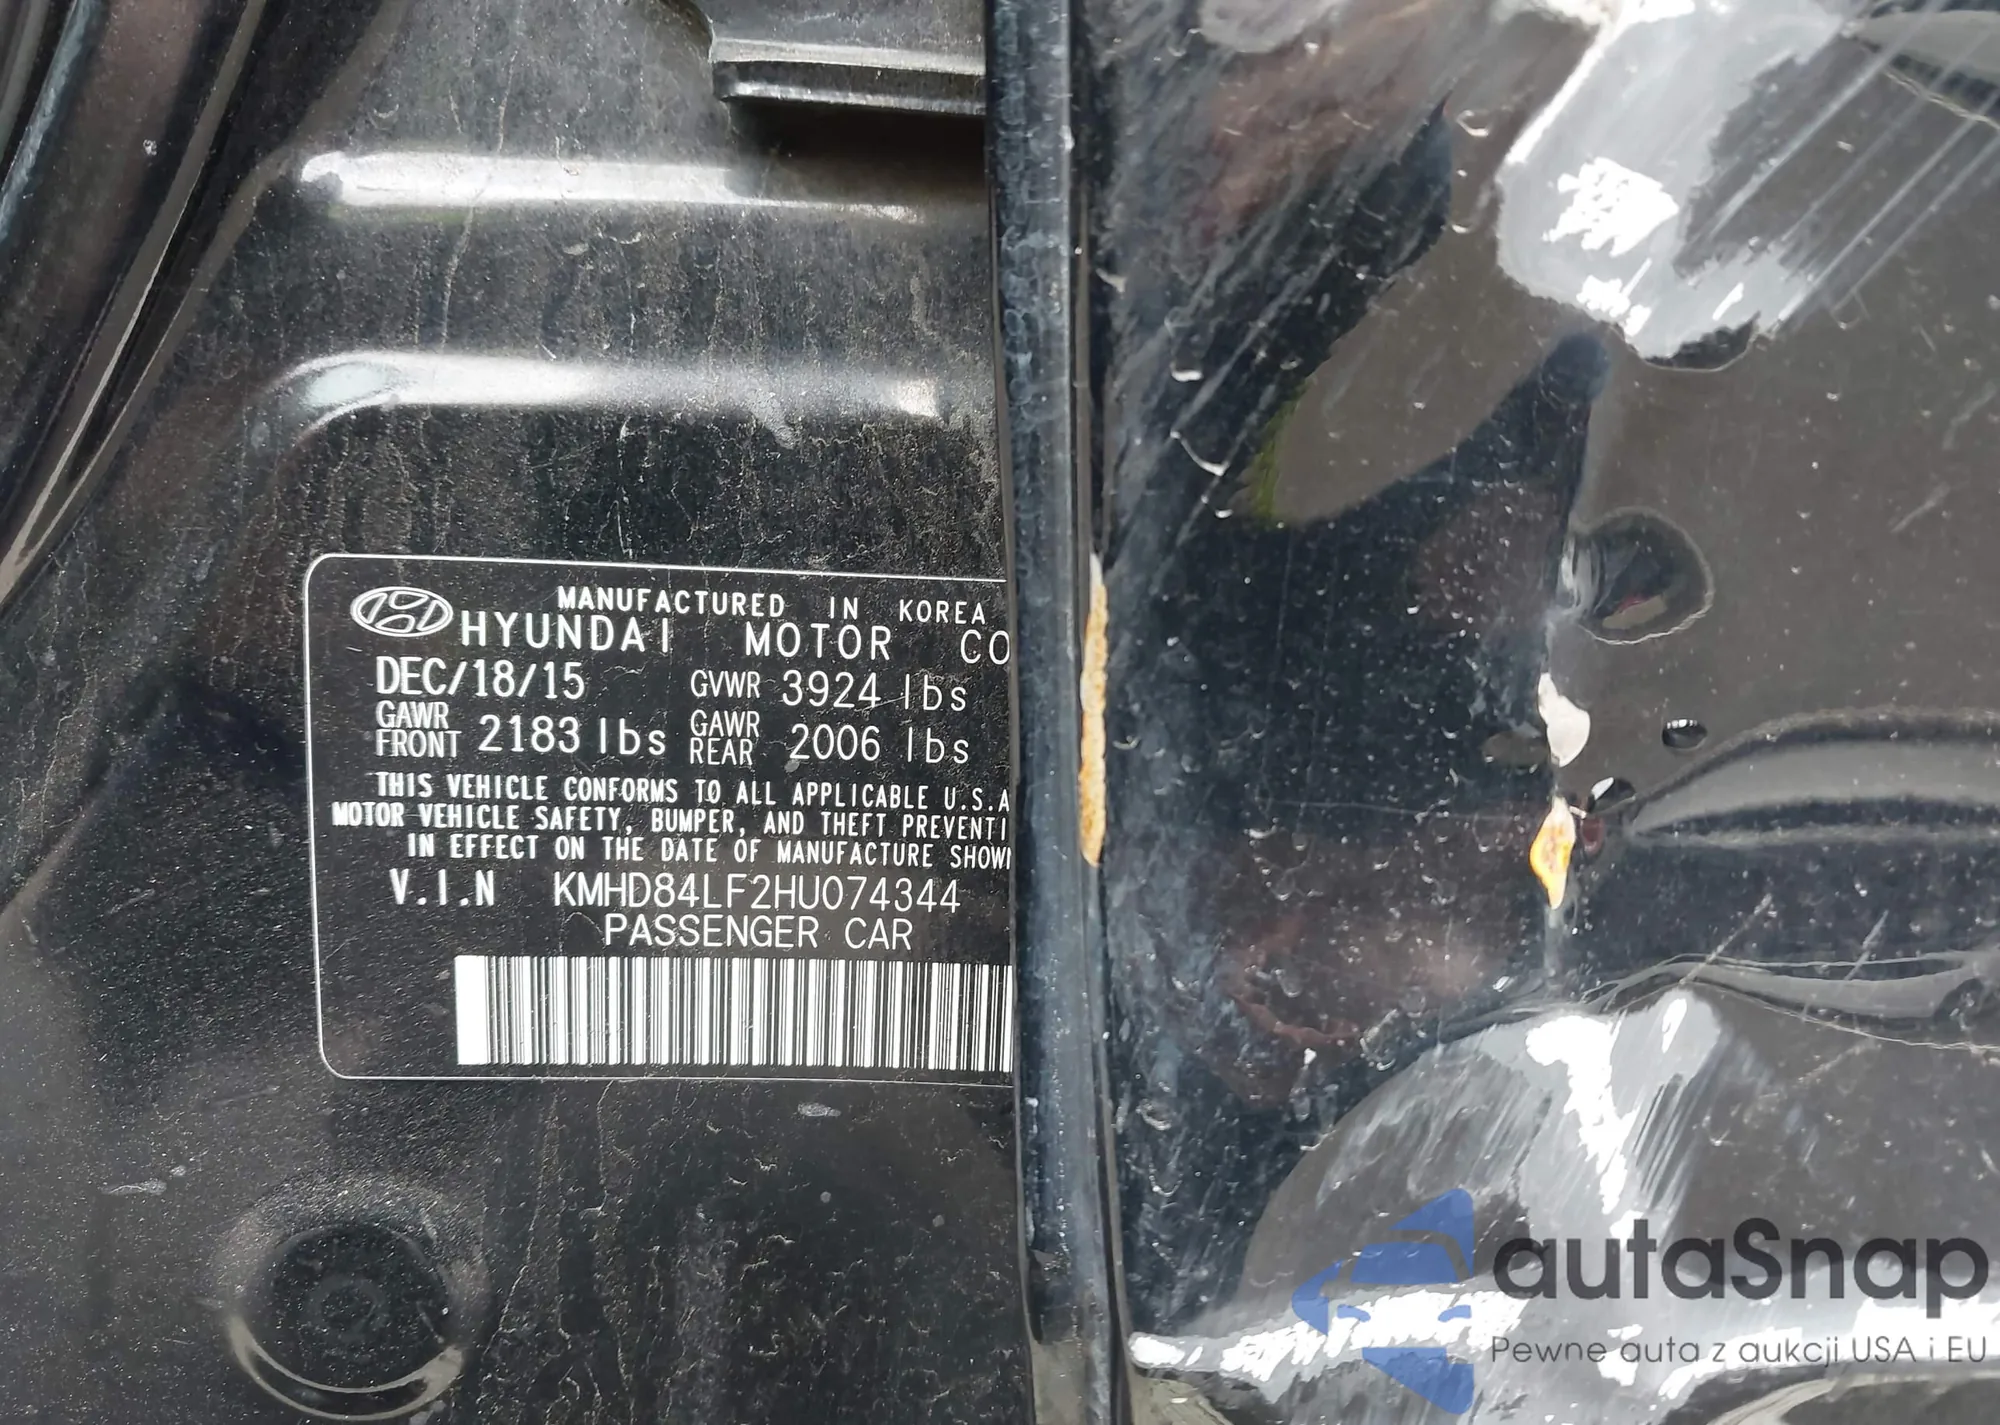 MANUFACTURED IN KOREA
HYUNDAI MOTOR CO
DEC/18/15 GVWR 3924 lbs
GAWR FRONT 2183 lbs GAWR REAR 2006 lbs
THIS VEHICLE CONFORMS TO ALL APPLICABLE U.S.A
MOTOR VEHICLE SAFETY, BUMPER, AND THEFT PREVENTI
IN EFFECT ON THE DATE OF MANUFACTURE SHOWN
V.I.N KMHD84LF2HU074344
PASSENGER CAR
autaSnap
Pewne auta z aukcji USA i EU